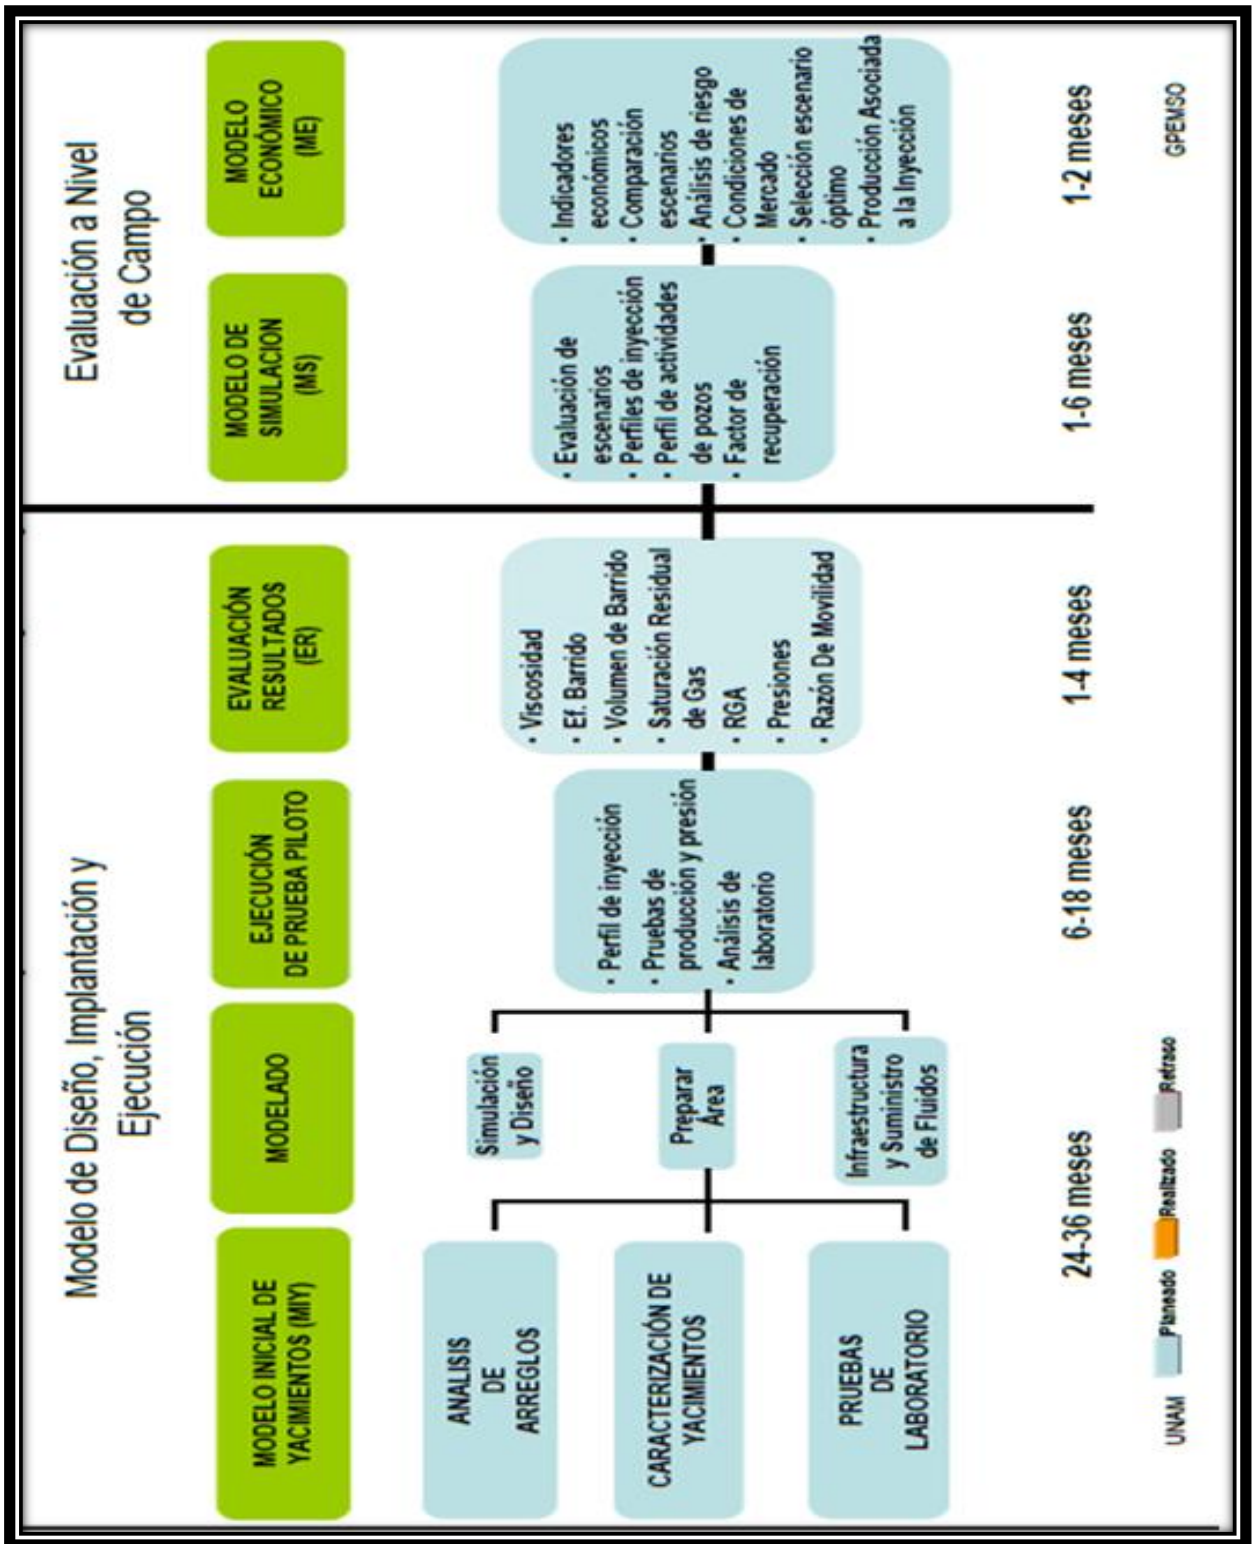 Modelo de Diseño, Implantación y
Ejecución
Evaluación a Nivel
de Campo
MODELO INICIAL DE
YACIMIENTOS (MIY)
MODELADO
EJECUCIÓN
DE PRUEBA PILOTO
EVALUACIÓN
RESULTADOS
(ER)
MODELO DE
SIMULACION
(MS)
MODELO
ECONÓMICO
(ME)
ANALISIS
DE
ARREGLOS
CARACTERIZACIÓN DE
YACIMIENTOS
PRUEBAS
DE
LABORATORIO
Simulación
y Diseño
Preparar
Área
Infraestructura
y Suministro
de Fluidos
• Perfil de inyección
• Pruebas de
producción y presión
• Análisis de
laboratorio
• Viscosidad
• Ef. Barrido
• Volumen de Barrido
• Saturación Residual
de Gas
• RGA
• Presiones
• Razón De Movilidad
• Evaluación de
escenarios
• Perfiles de inyección
• Perfil de actividades
de pozos
• Factor de
recuperación
• Indicadores
económicos
• Comparación
escenarios
• Análisis de riesgo
• Condiciones de
Mercado
• Selección escenario
óptimo
• Producción Asociada
a la Inyección
24-36 meses
6-18 meses
1-4 meses
1-6 meses
1-2 meses
UNAM
Planeado
Realizado
Retraso
GPEMSO